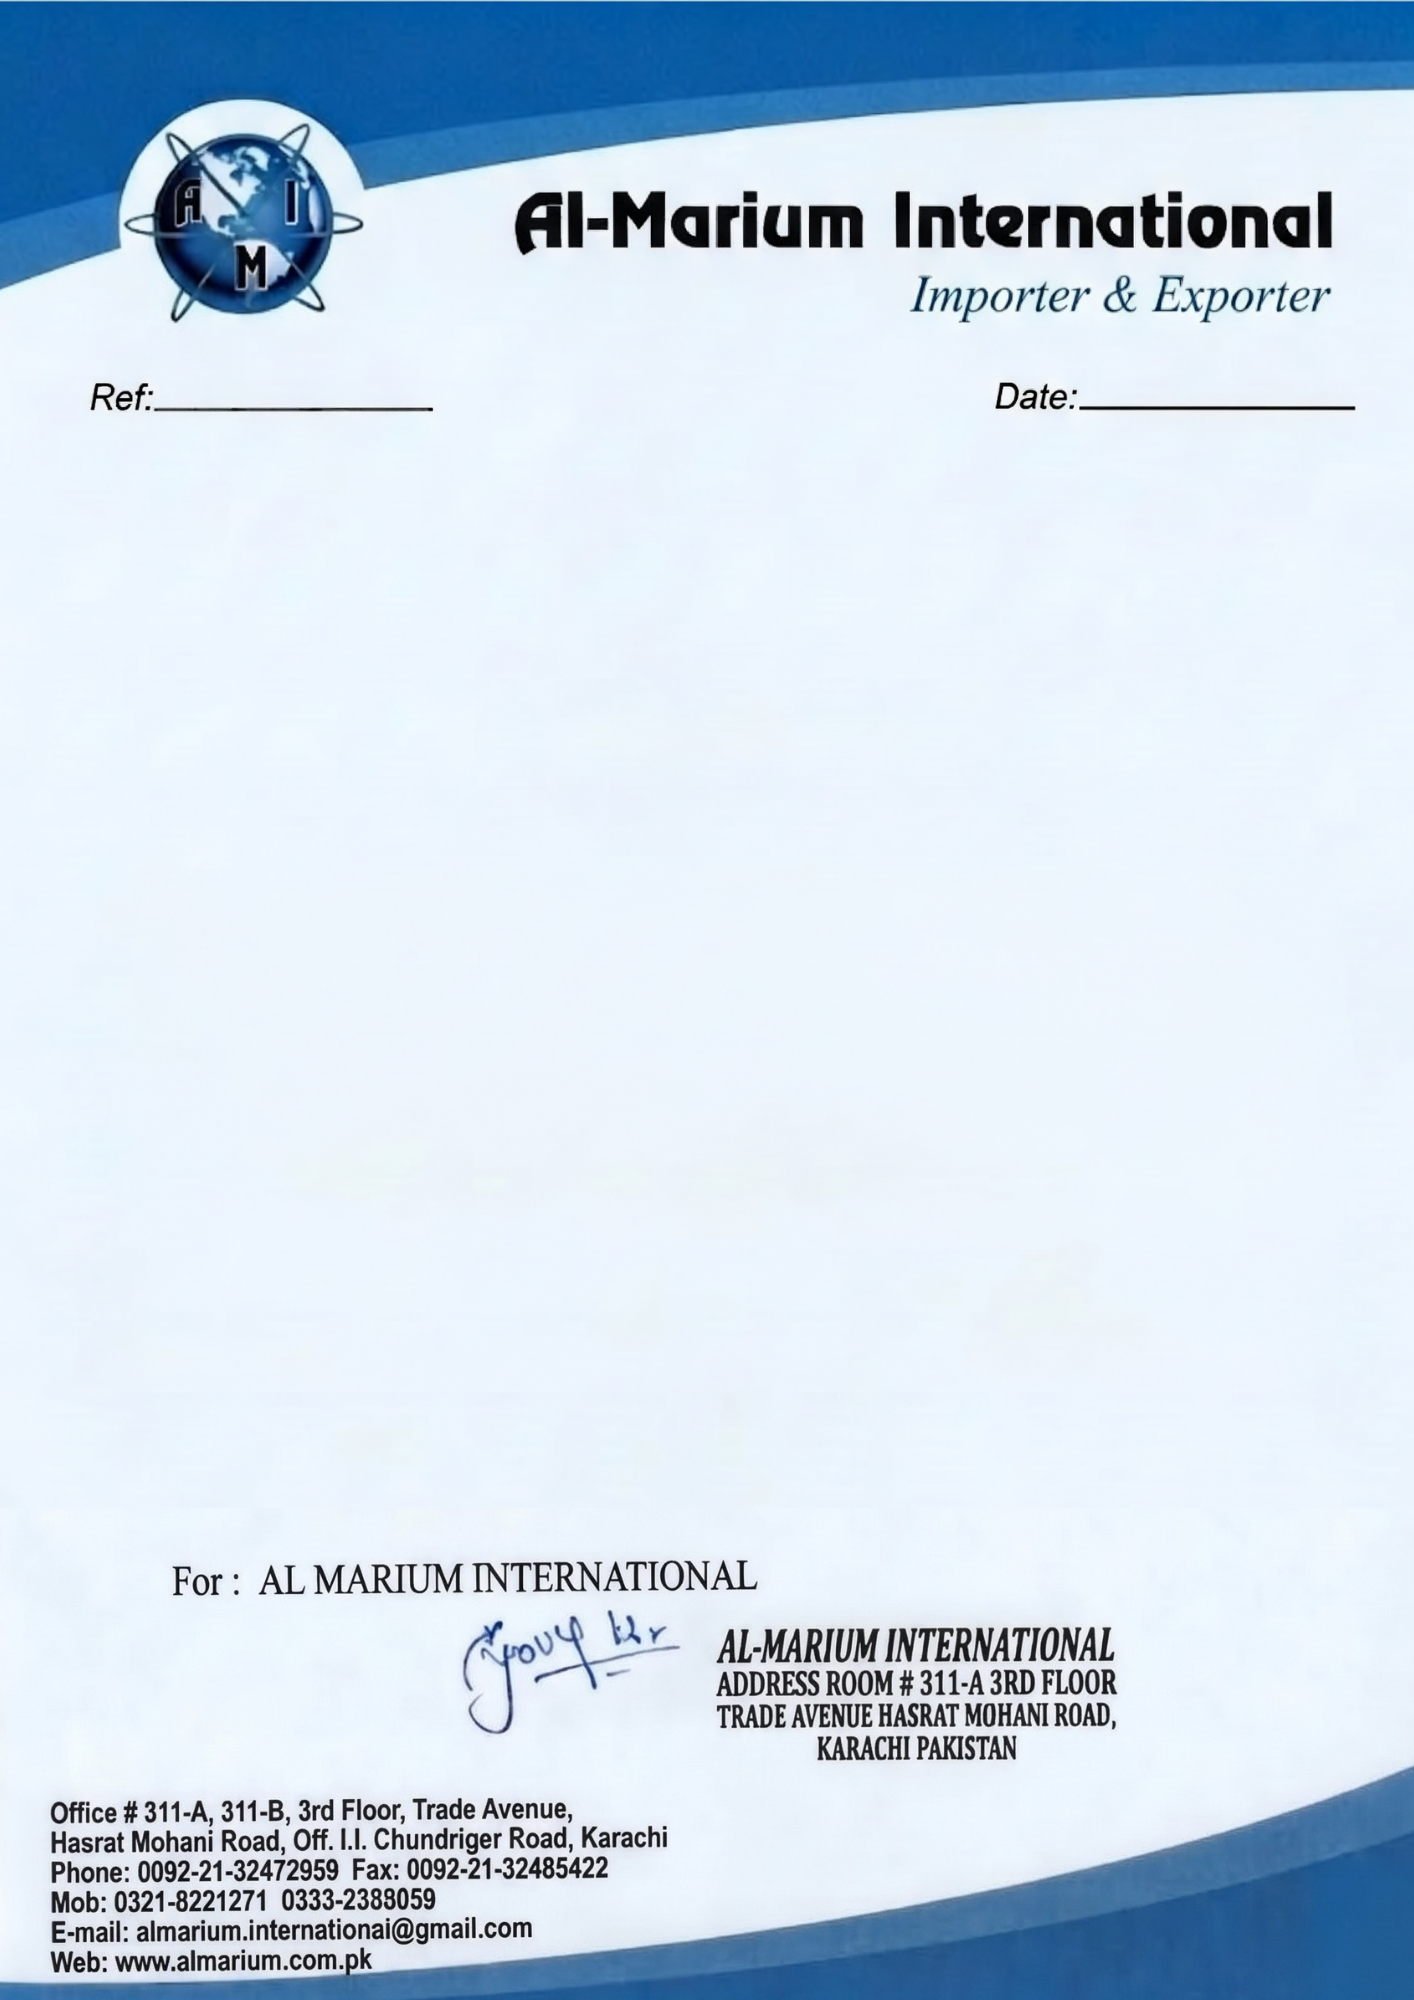 A I
M
Al-Marium International
Importer & Exporter
Ref: Date:
For : AL MARIUM INTERNATIONAL
AL-MARIUM INTERNATIONAL
ADDRESS ROOM # 311-A 3RD FLOOR
TRADE AVENUE HASRAT MOHANI ROAD,
KARACHI PAKISTAN
Office # 311-A, 311-B, 3rd Floor, Trade Avenue,
Hasrat Mohani Road, Off. I.I. Chundriger Road, Karachi
Phone: 0092-21-32472959 Fax: 0092-21-32485422
Mob: 0321-8221271 0333-2388059
E-mail: almarium.internationai@gmail.com
Web: www.almarium.com.pk